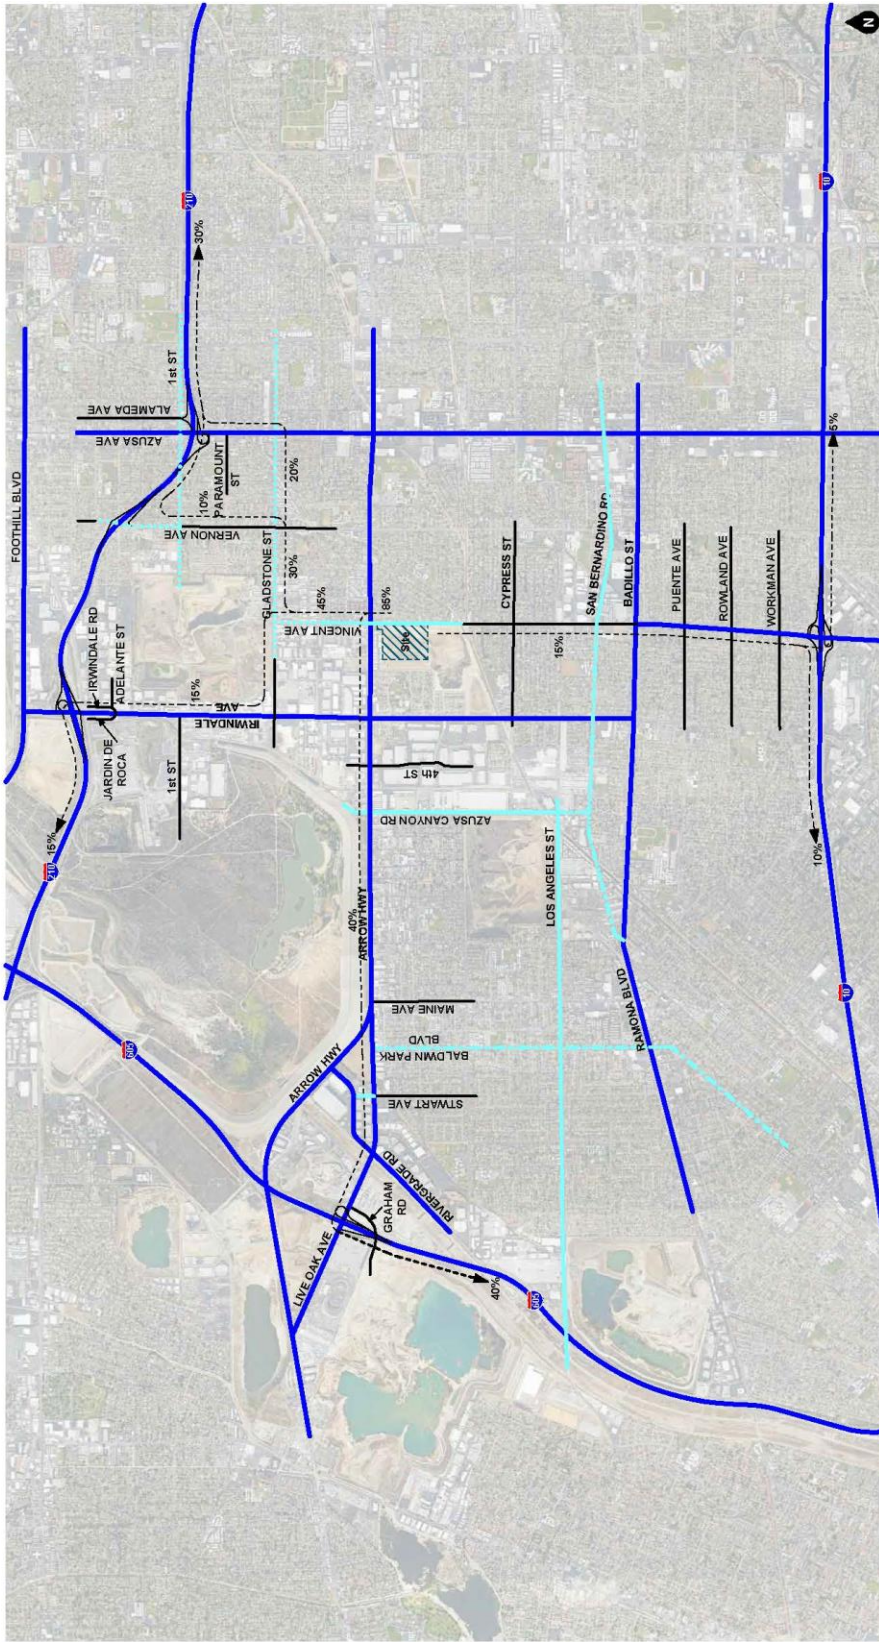 N
210
30%
FOOTHILL BLVD
1st ST
ALAMEDA AVE
AZUSA AVE
PARAMOUNT
ST
10%
20%
VERNON AVE
GLADSTONE ST
30%
45%
85%
VINCENT AVE
Site
IRWINDALE RD
ADELANTE ST
15%
IRWINDALE
AVE
JARDIN DE
ROCA
1st ST
15%
210
4th ST
AZUSA CANYON RD
CYPRESS ST
15%
SAN BERNARDINO RD
BADILLO ST
PUENTE AVE
ROWLAND AVE
WORKMAN AVE
10
5%
10%
10
LOS ANGELES ST
RAMONA BLVD
40%
ARROW HWY
MAINE AVE
BALDWIN PARK
BLVD
STWART AVE
ARROW HWY
605
RIVERGRADE RD
GRAHAM
RD
LIVE OAK AVE
40%
605